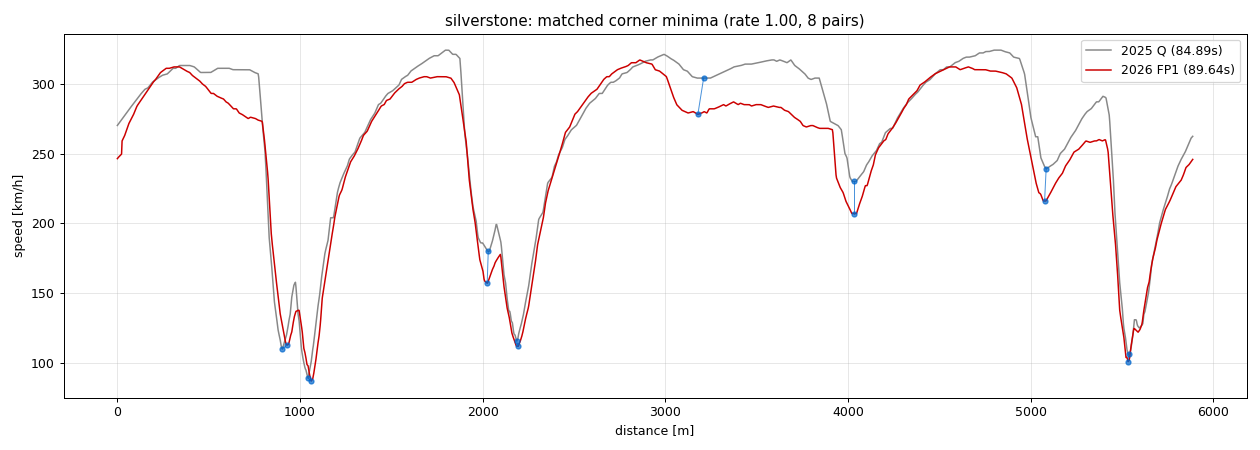 silverstone: matched corner minima (rate 1.00, 8 pairs)
2025 Q (84.89s)
2026 FP1 (89.64s)
speed [km/h]
300
250
200
150
100
0 1000 2000 3000 4000 5000 6000
distance [m]